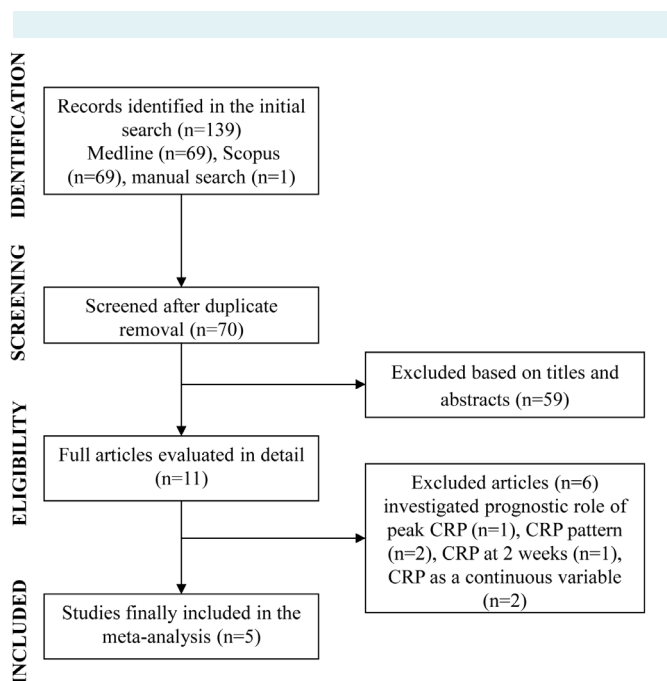 IDENTIFICATION
Records identified in the initial
search (n=139)
Medline (n=69), Scopus
(n=69), manual search (n=1)
SCREENING
Screened after duplicate
removal (n=70)
Excluded based on titles and
abstracts (n=59)
ELIGIBILITY
Full articles evaluated in detail
(n=11)
Excluded articles (n=6)
investigated prognostic role of
peak CRP (n=1), CRP pattern
(n=2), CRP at 2 weeks (n=1),
CRP as a continuous variable
(n=2)
INCLUDED
Studies finally included in the
meta-analysis (n=5)